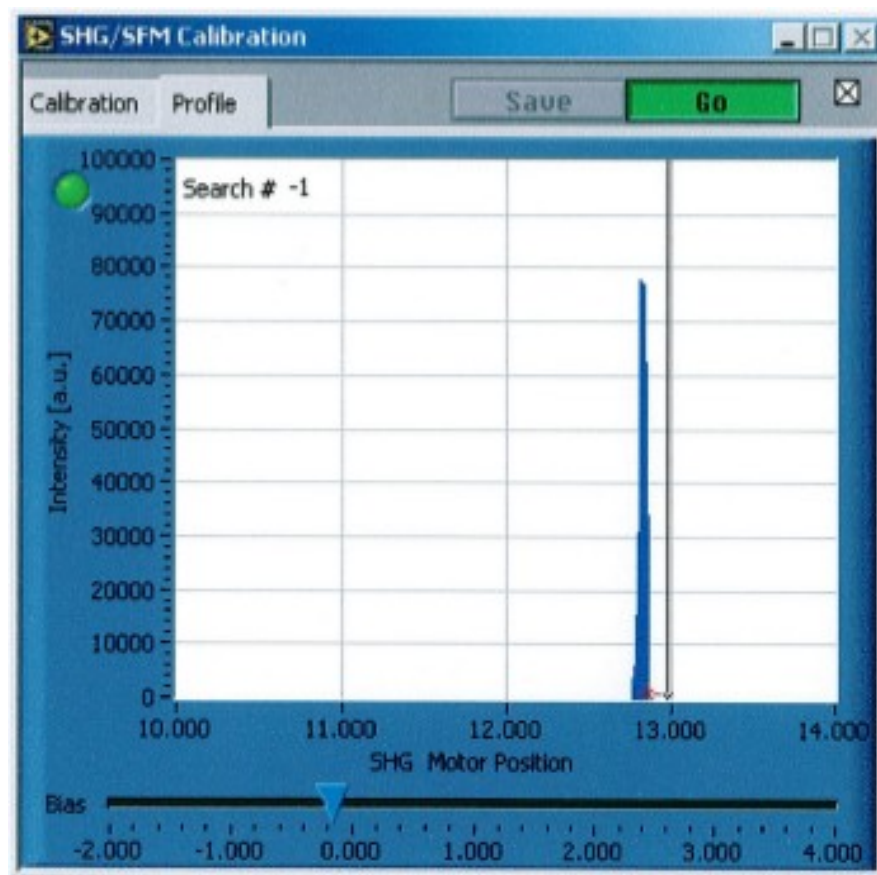 SHG/SFM Calibration
Calibration Profile Save Go
Search # -1
100000
90000
80000
70000
60000
50000
40000
30000
20000
10000
0
Intensity [a.u.]
10.000 11.000 12.000 13.000 14.000
SHG Motor Position
Bias
-2.000 -1.000 0.000 1.000 2.000 3.000 4.000